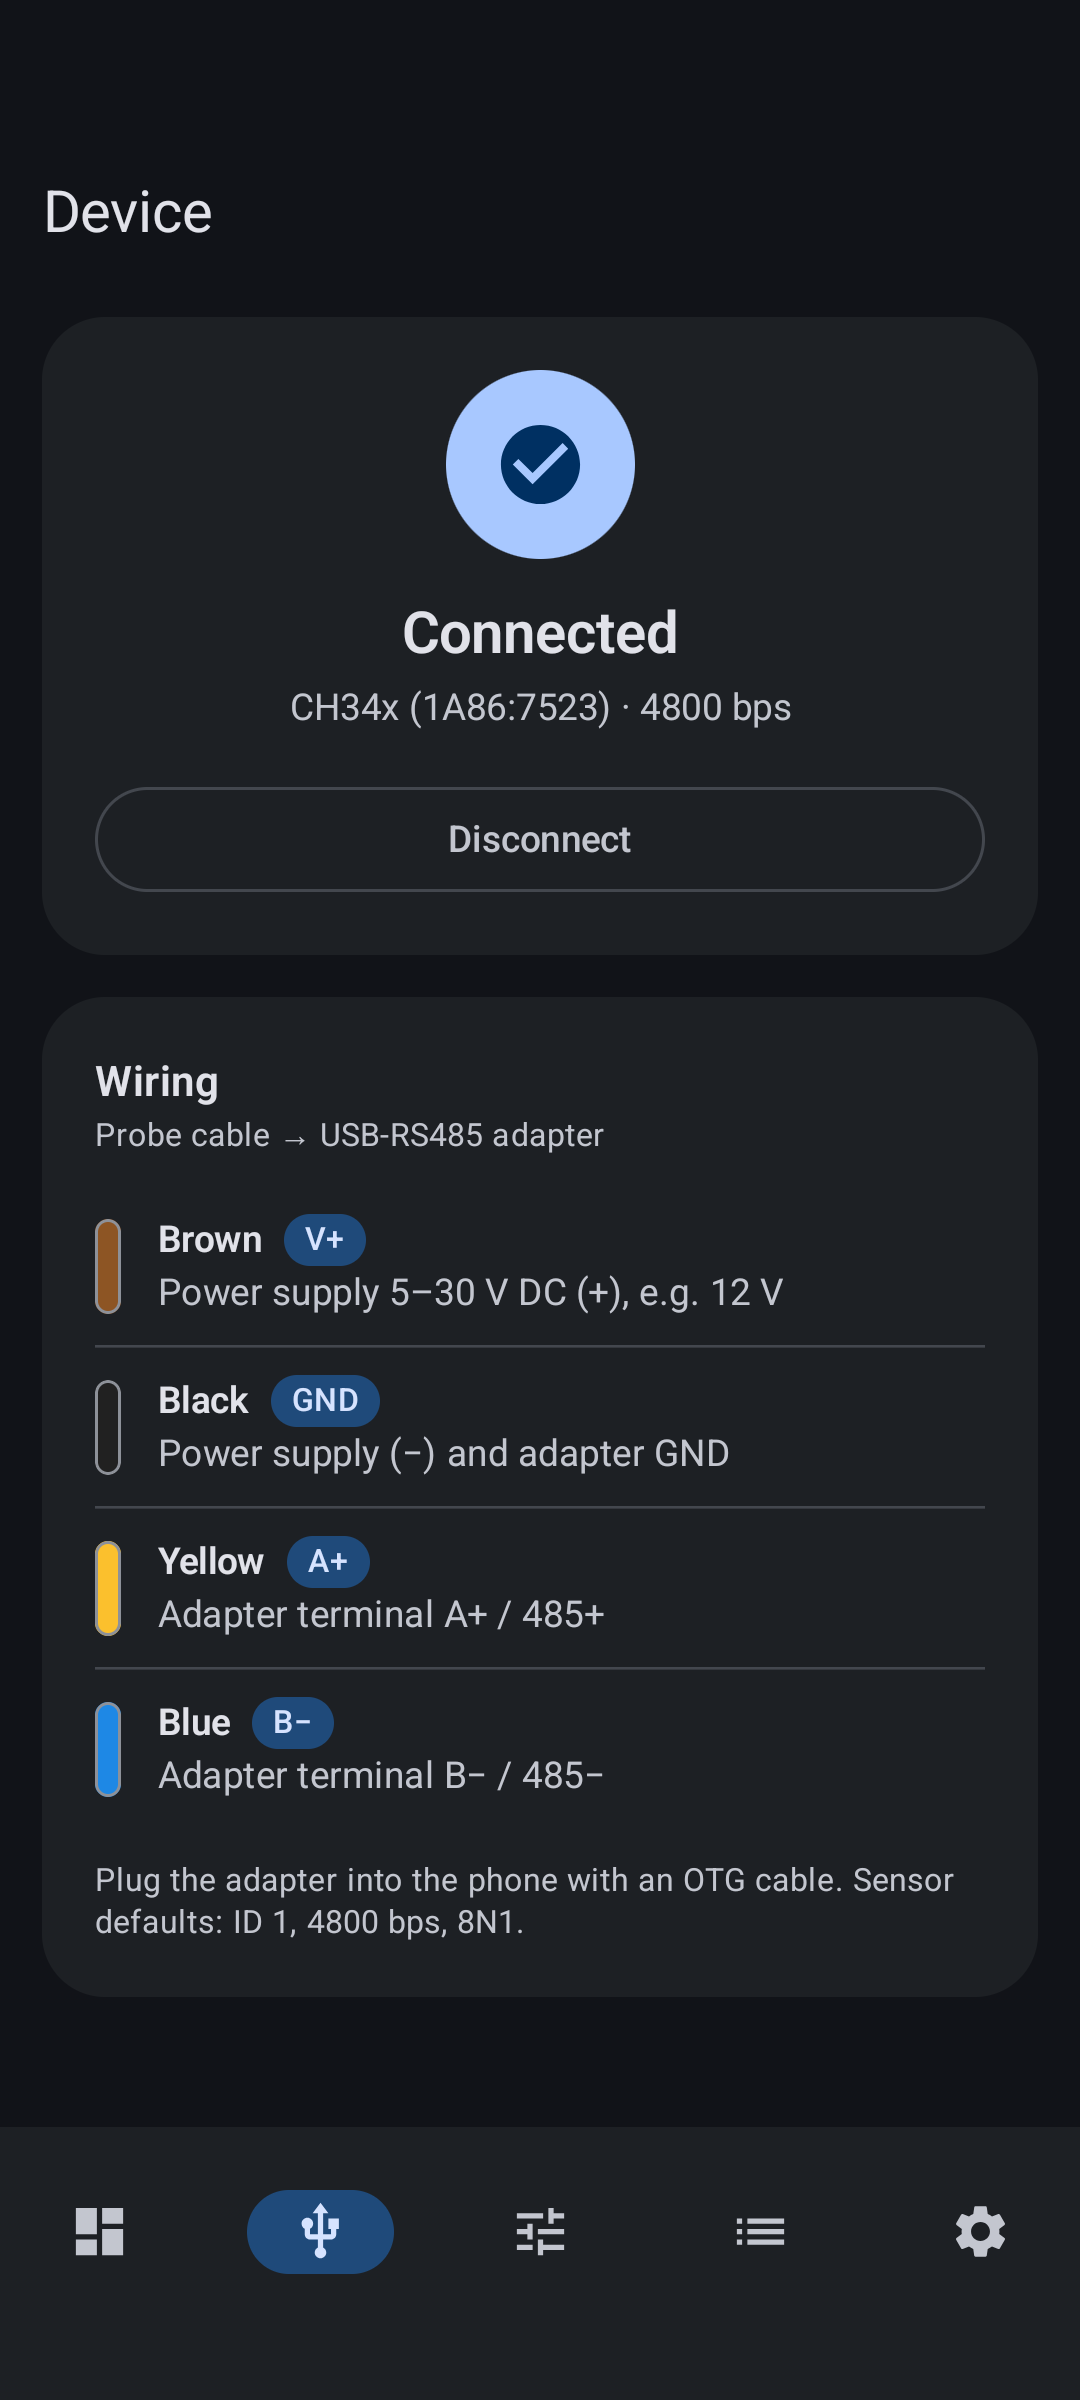 Device
Connected
CH34x (1A86:7523) · 4800 bps
Disconnect
Wiring
Probe cable → USB-RS485 adapter
Brown V+
Power supply 5–30 V DC (+), e.g. 12 V
Black GND
Power supply (−) and adapter GND
Yellow A+
Adapter terminal A+ / 485+
Blue B−
Adapter terminal B− / 485−
Plug the adapter into the phone with an OTG cable. Sensor
defaults: ID 1, 4800 bps, 8N1.